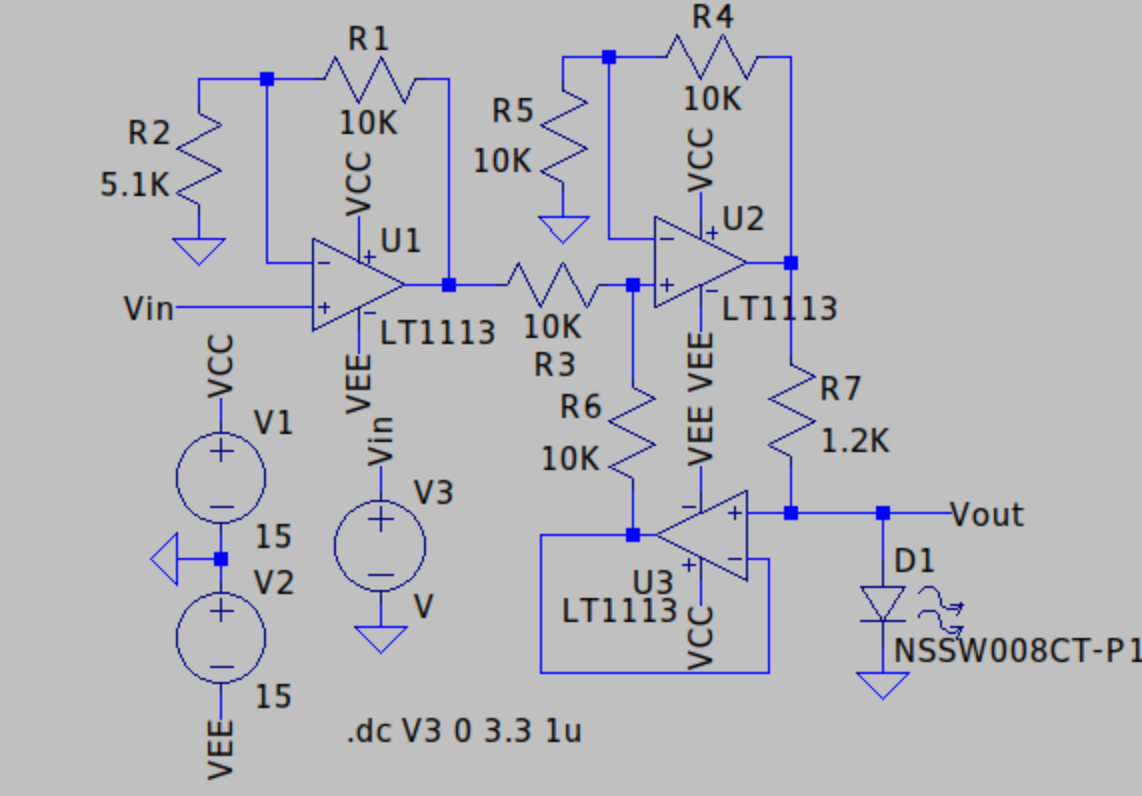 R1
10K
R2
5.1K
VCC
U1
LT1113
VEE
Vin
R4
10K
R5
10K
VCC
U2
LT1113
VEE
10K
R3
R6
10K
R7
1.2K
VCC
V1
15
V2
15
VEE
Vin
V3
V
VEE
U3
LT1113
VCC
Vout
D1
NSSW008CT-P1
.dc V3 0 3.3 1u